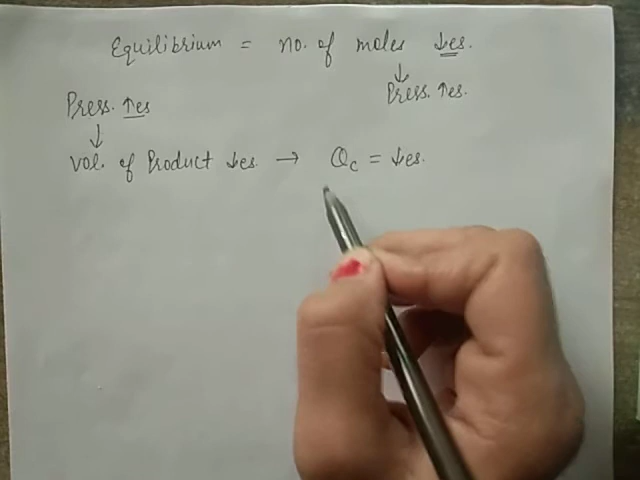 Equilibrium = no. of moles ↓es.
Press. ↑es
↓
↓
Press. ↑es.
Vol. of Product ↓es. → Qc = ↓es.